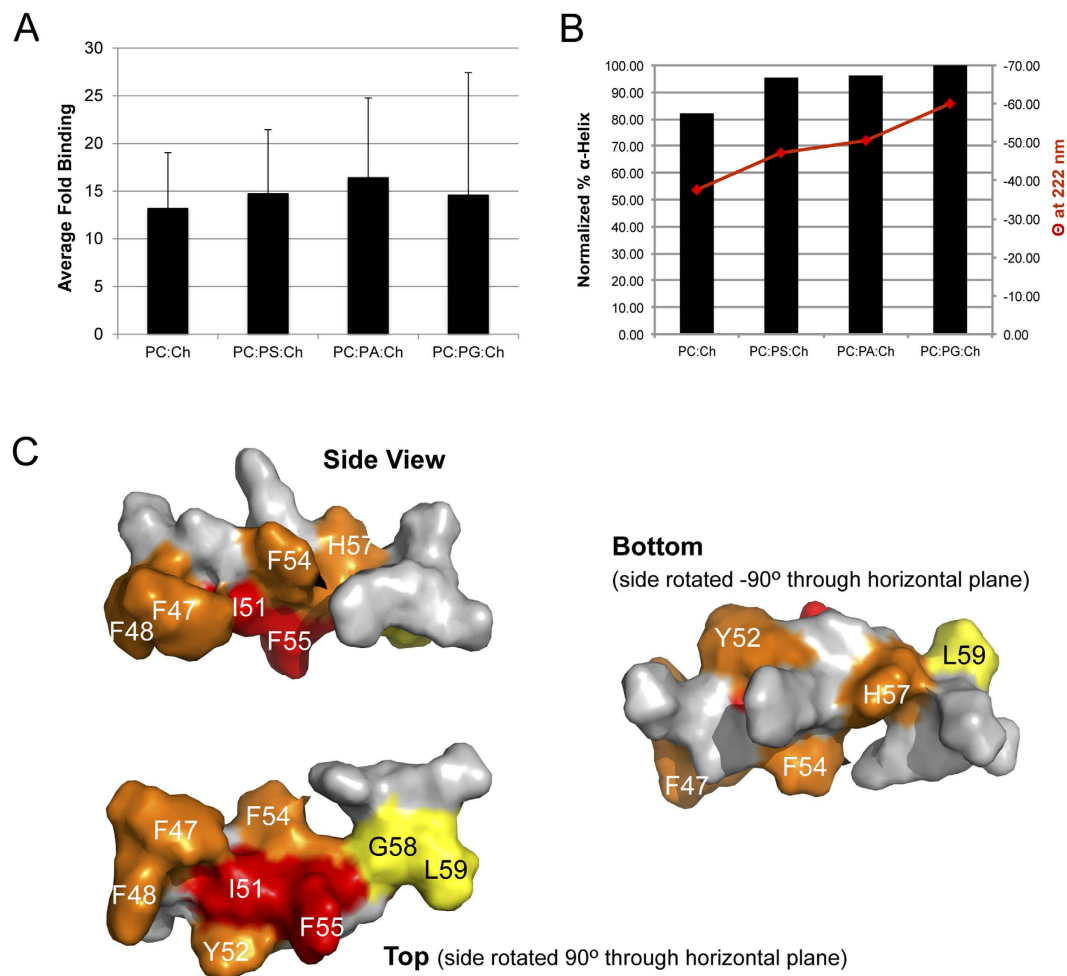 A
Average Fold Binding
30
25
20
15
10
5
0
PC:Ch
PC:PS:Ch
PC:PA:Ch
PC:PG:Ch
B
Normalized % α-Helix
100.00
90.00
80.00
70.00
60.00
50.00
40.00
30.00
20.00
10.00
0.00
-70.00
-60.00
-50.00
-40.00
-30.00
-20.00
-10.00
0.00
Θ at 222 nm
PC:Ch
PC:PS:Ch
PC:PA:Ch
PC:PG:Ch
C
Side View
H57
F54
F47
I51
F48
F55
Bottom
(side rotated -90º through horizontal plane)
Y52
L59
H57
F47
F54
F54
F47
G58
L59
F48
I51
F55
Y52
Top (side rotated 90º through horizontal plane)